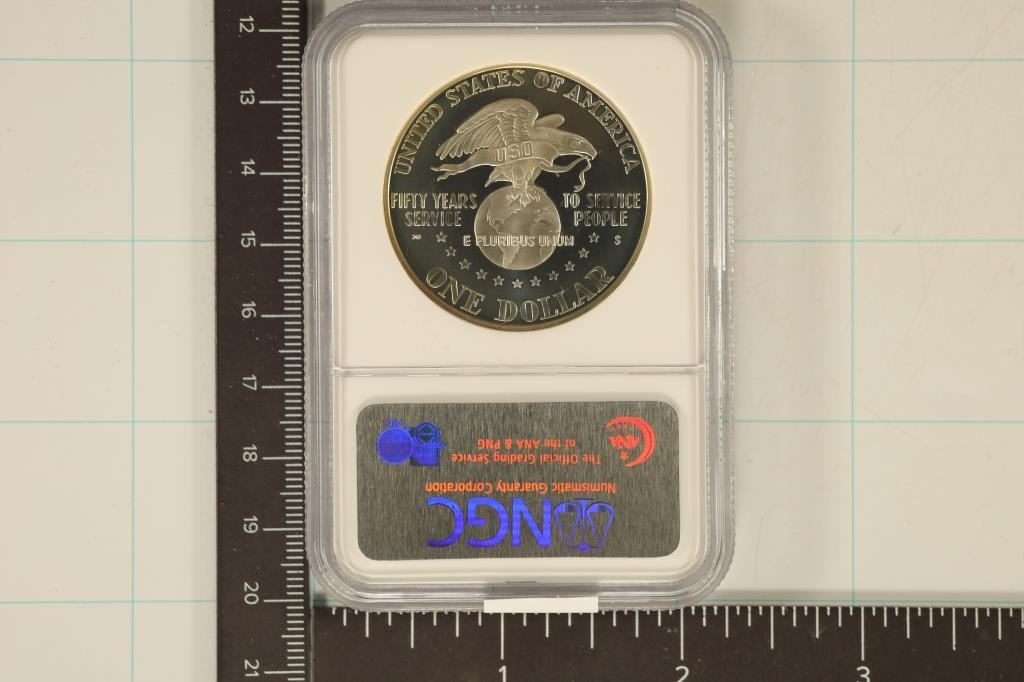 UNITED STATES OF AMERICA
USO
FIFTY YEARS TO SERVICE
SERVICE PEOPLE
E PLURIBUS UNUM
S
ONE DOLLAR
NGC
Numismatic Guaranty Corporation
The Official Grading Service
of the ANA & PNG
ANA
PNG
12
13
14
15
16
17
18
19
20
21
1
2
3